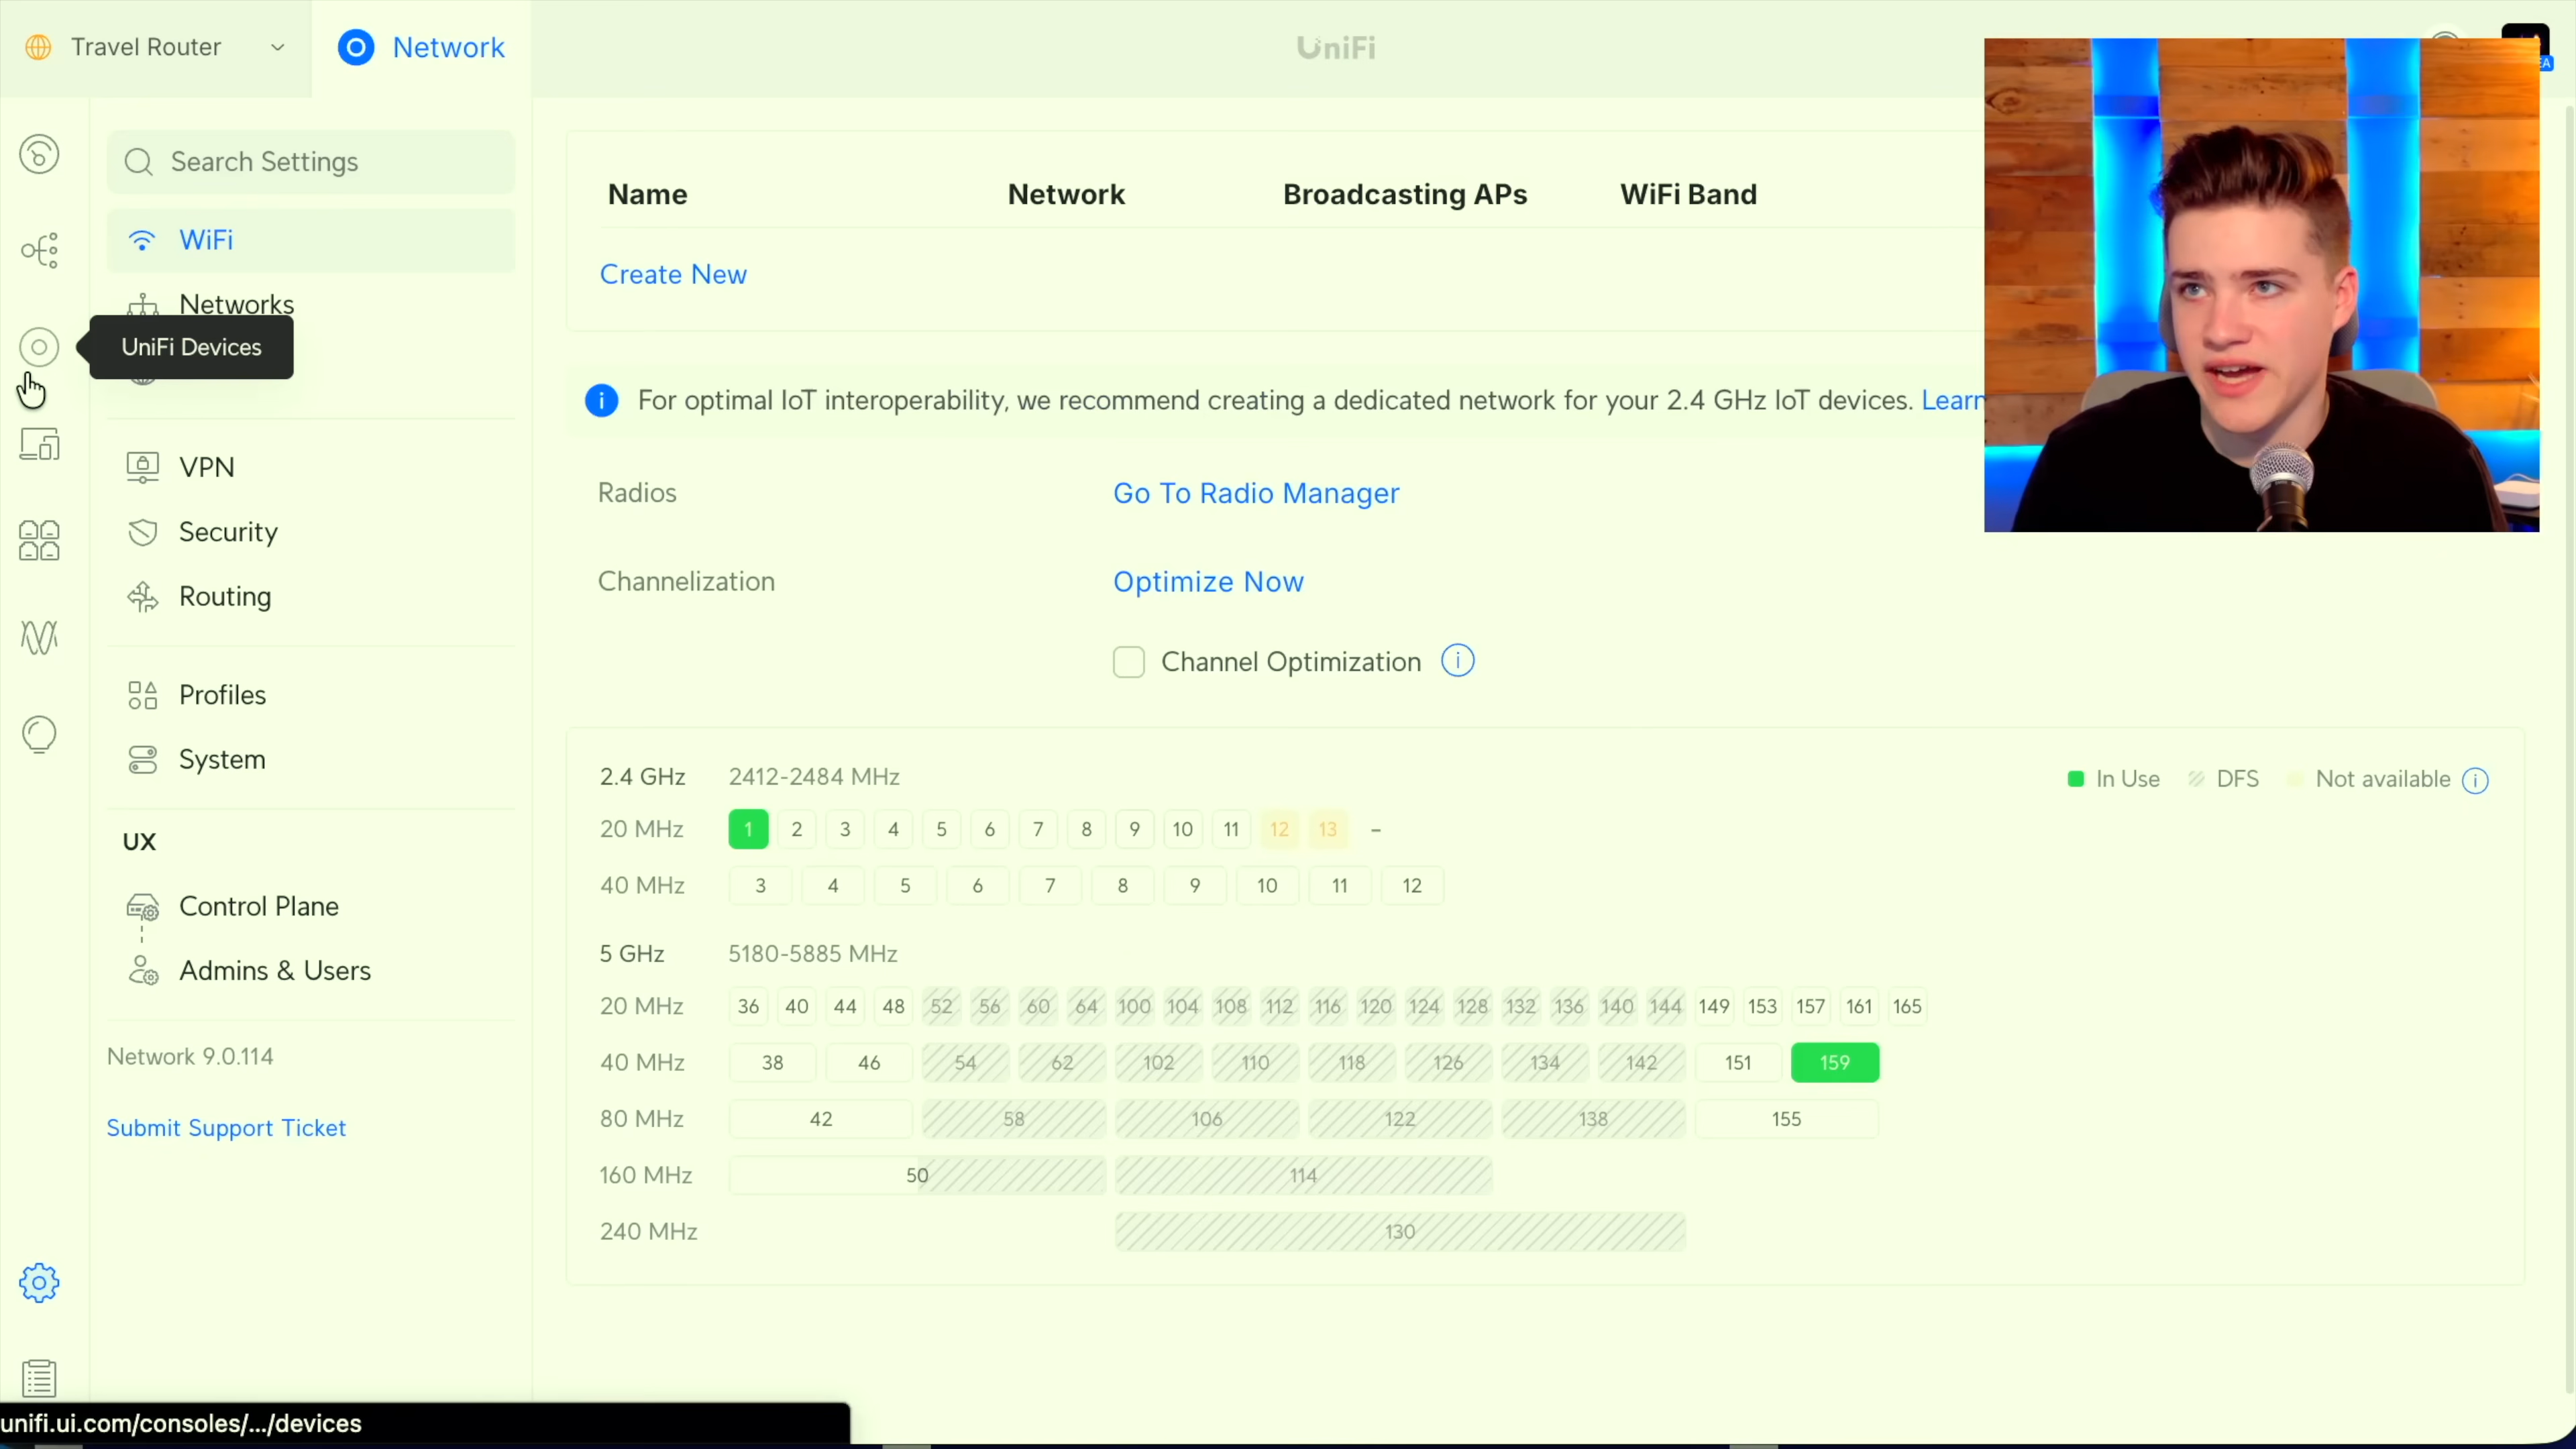 Travel Router
Network
UniFi
Search Settings
WiFi
Networks
UniFi Devices
VPN
Security
Routing
Profiles
System
UX
Control Plane
Admins & Users
Network 9.0.114
Submit Support Ticket
unifi.ui.com/consoles/.../devices
Name Network Broadcasting APs WiFi Band
Create New
For optimal IoT interoperability, we recommend creating a dedicated network for your 2.4 GHz IoT devices. Learn
Radios Go To Radio Manager
Channelization Optimize Now
Channel Optimization
2.4 GHz 2412-2484 MHz
In Use DFS Not available
20 MHz 1 2 3 4 5 6 7 8 9 10 11 12 13 –
40 MHz 3 4 5 6 7 8 9 10 11 12
5 GHz 5180-5885 MHz
20 MHz 36 40 44 48 52 56 60 64 100 104 108 112 116 120 124 128 132 136 140 144 149 153 157 161 165
40 MHz 38 46 54 62 102 110 118 126 134 142 151 159
80 MHz 42 58 106 122 138 155
160 MHz 50 114
240 MHz 130